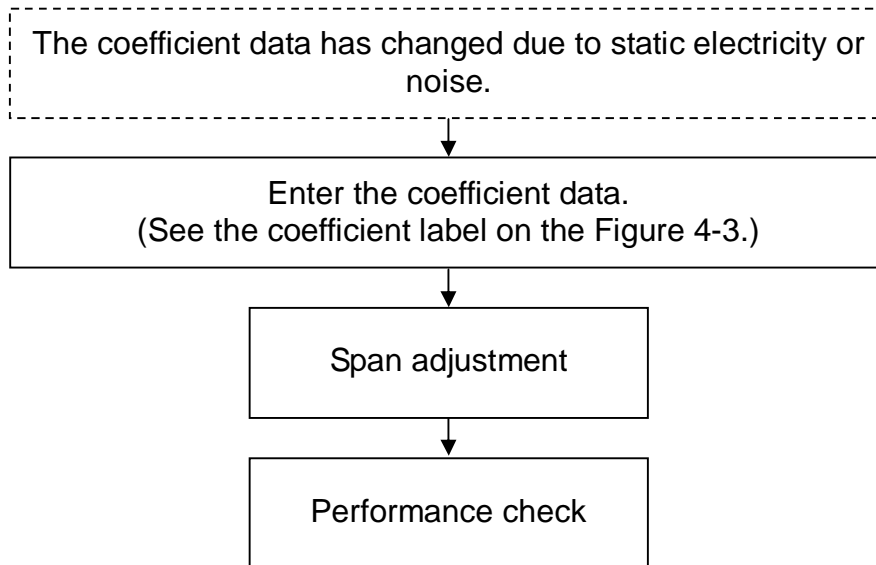 The coefficient data has changed due to static electricity or
noise.
Enter the coefficient data.
(See the coefficient label on the Figure 4-3.)
Span adjustment
Performance check